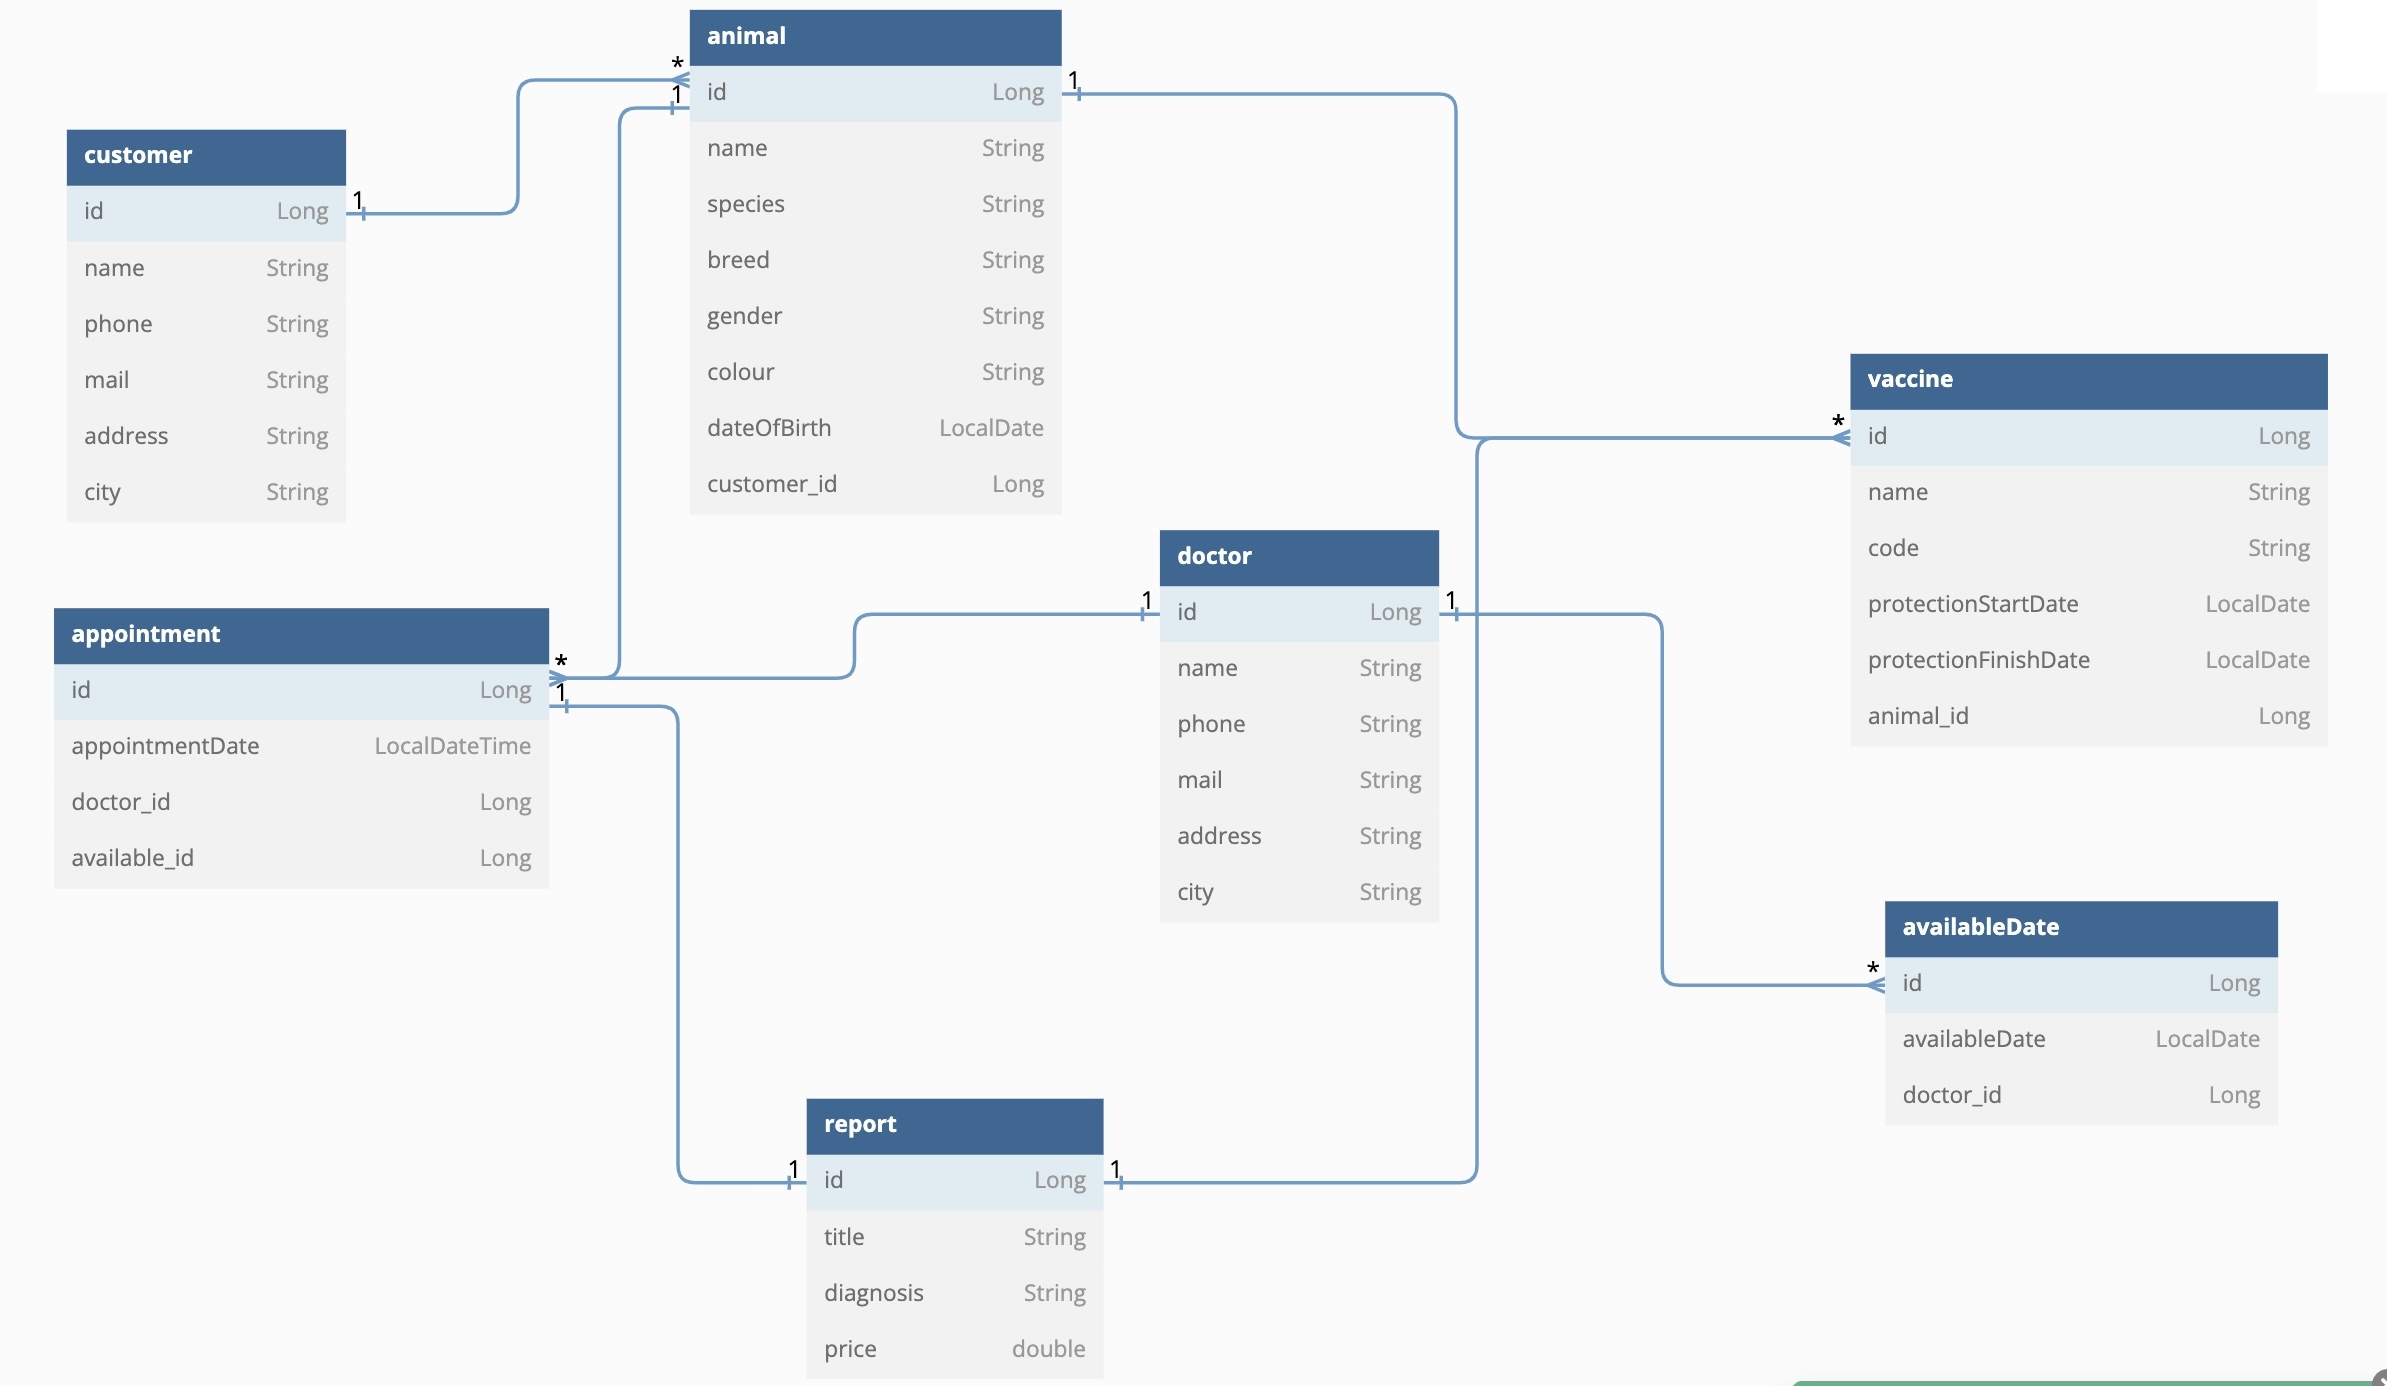 animal
id Long
name String
species String
breed String
gender String
colour String
dateOfBirth LocalDate
customer_id Long
*
1
1
customer
id Long
name String
phone String
mail String
address String
city String
1
vaccine
id Long
name String
code String
protectionStartDate LocalDate
protectionFinishDate LocalDate
animal_id Long
*
doctor
id Long
name String
phone String
mail String
address String
city String
1
1
appointment
id Long
appointmentDate LocalDateTime
doctor_id Long
available_id Long
*
1
availableDate
id Long
availableDate LocalDate
doctor_id Long
*
report
id Long
title String
diagnosis String
price double
1
1